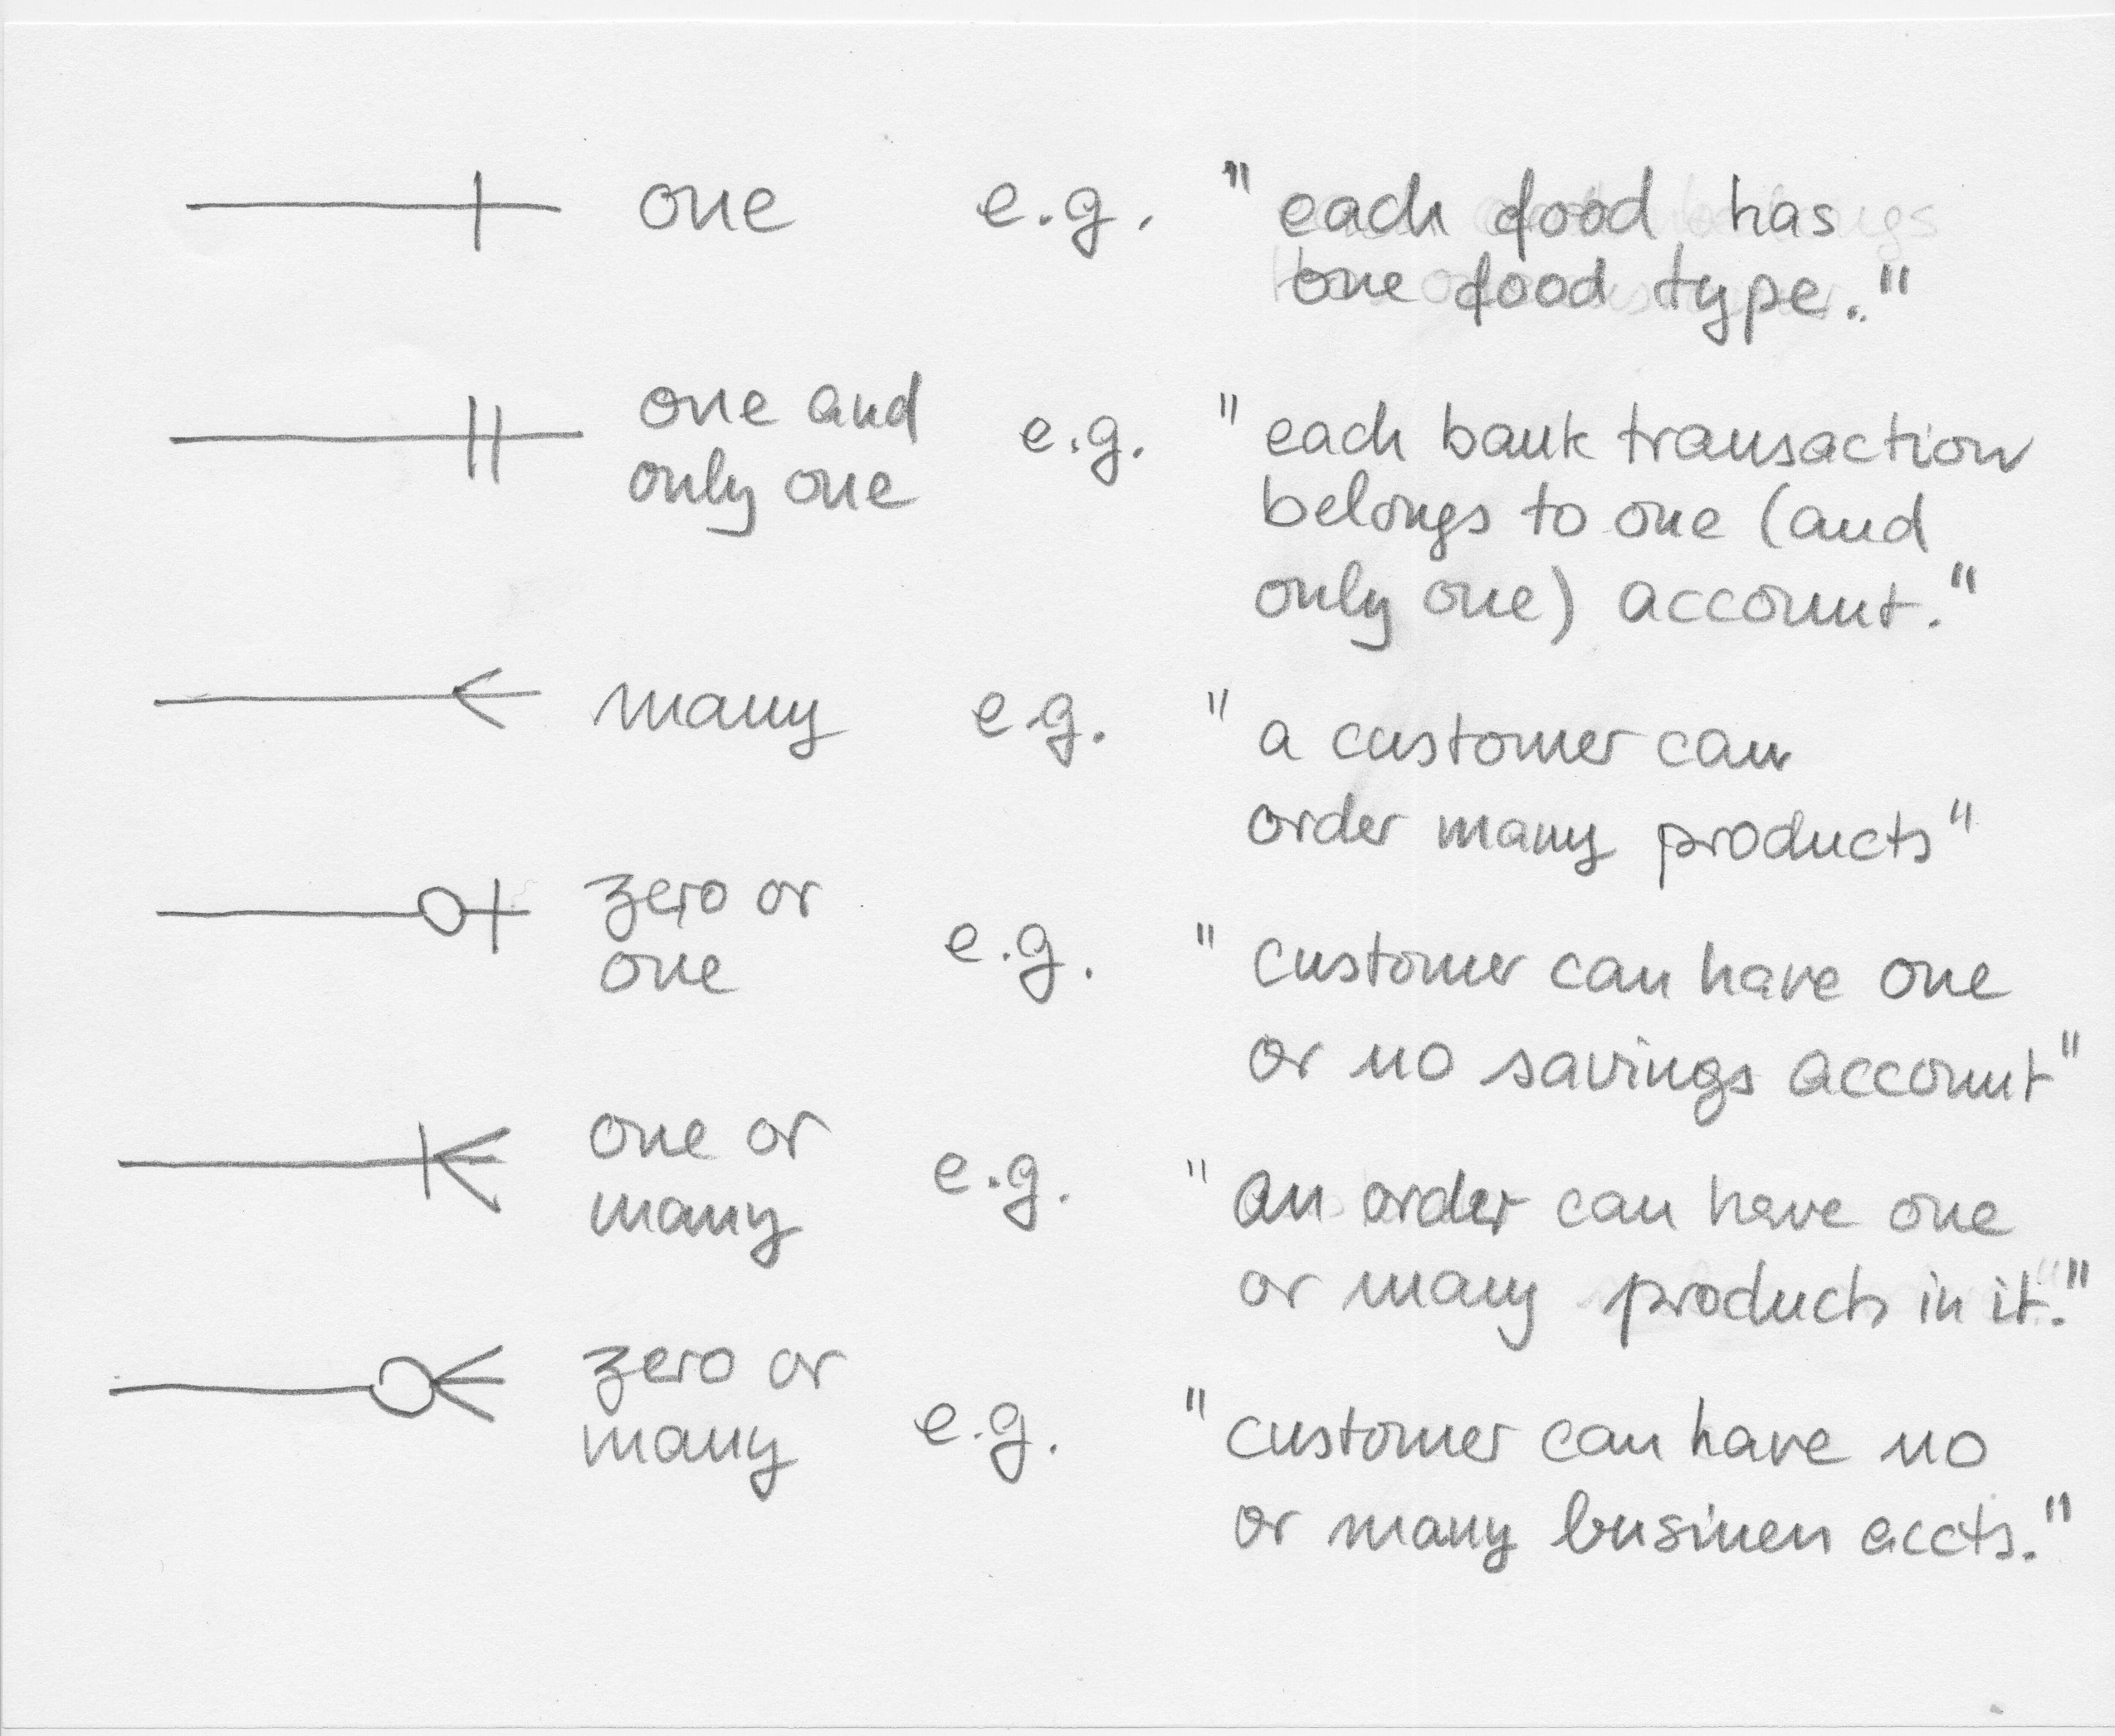 one e.g. "each food has
one food type."
one and
only one e.g. "each bank transaction
belongs to one (and
only one) account."
many e.g. "a customer can
order many products"
zero or
one e.g. "customer can have one
or no savings account"
one or
many e.g. "an order can have one
or many products in it."
zero or
many e.g. "customer can have no
or many business accts."